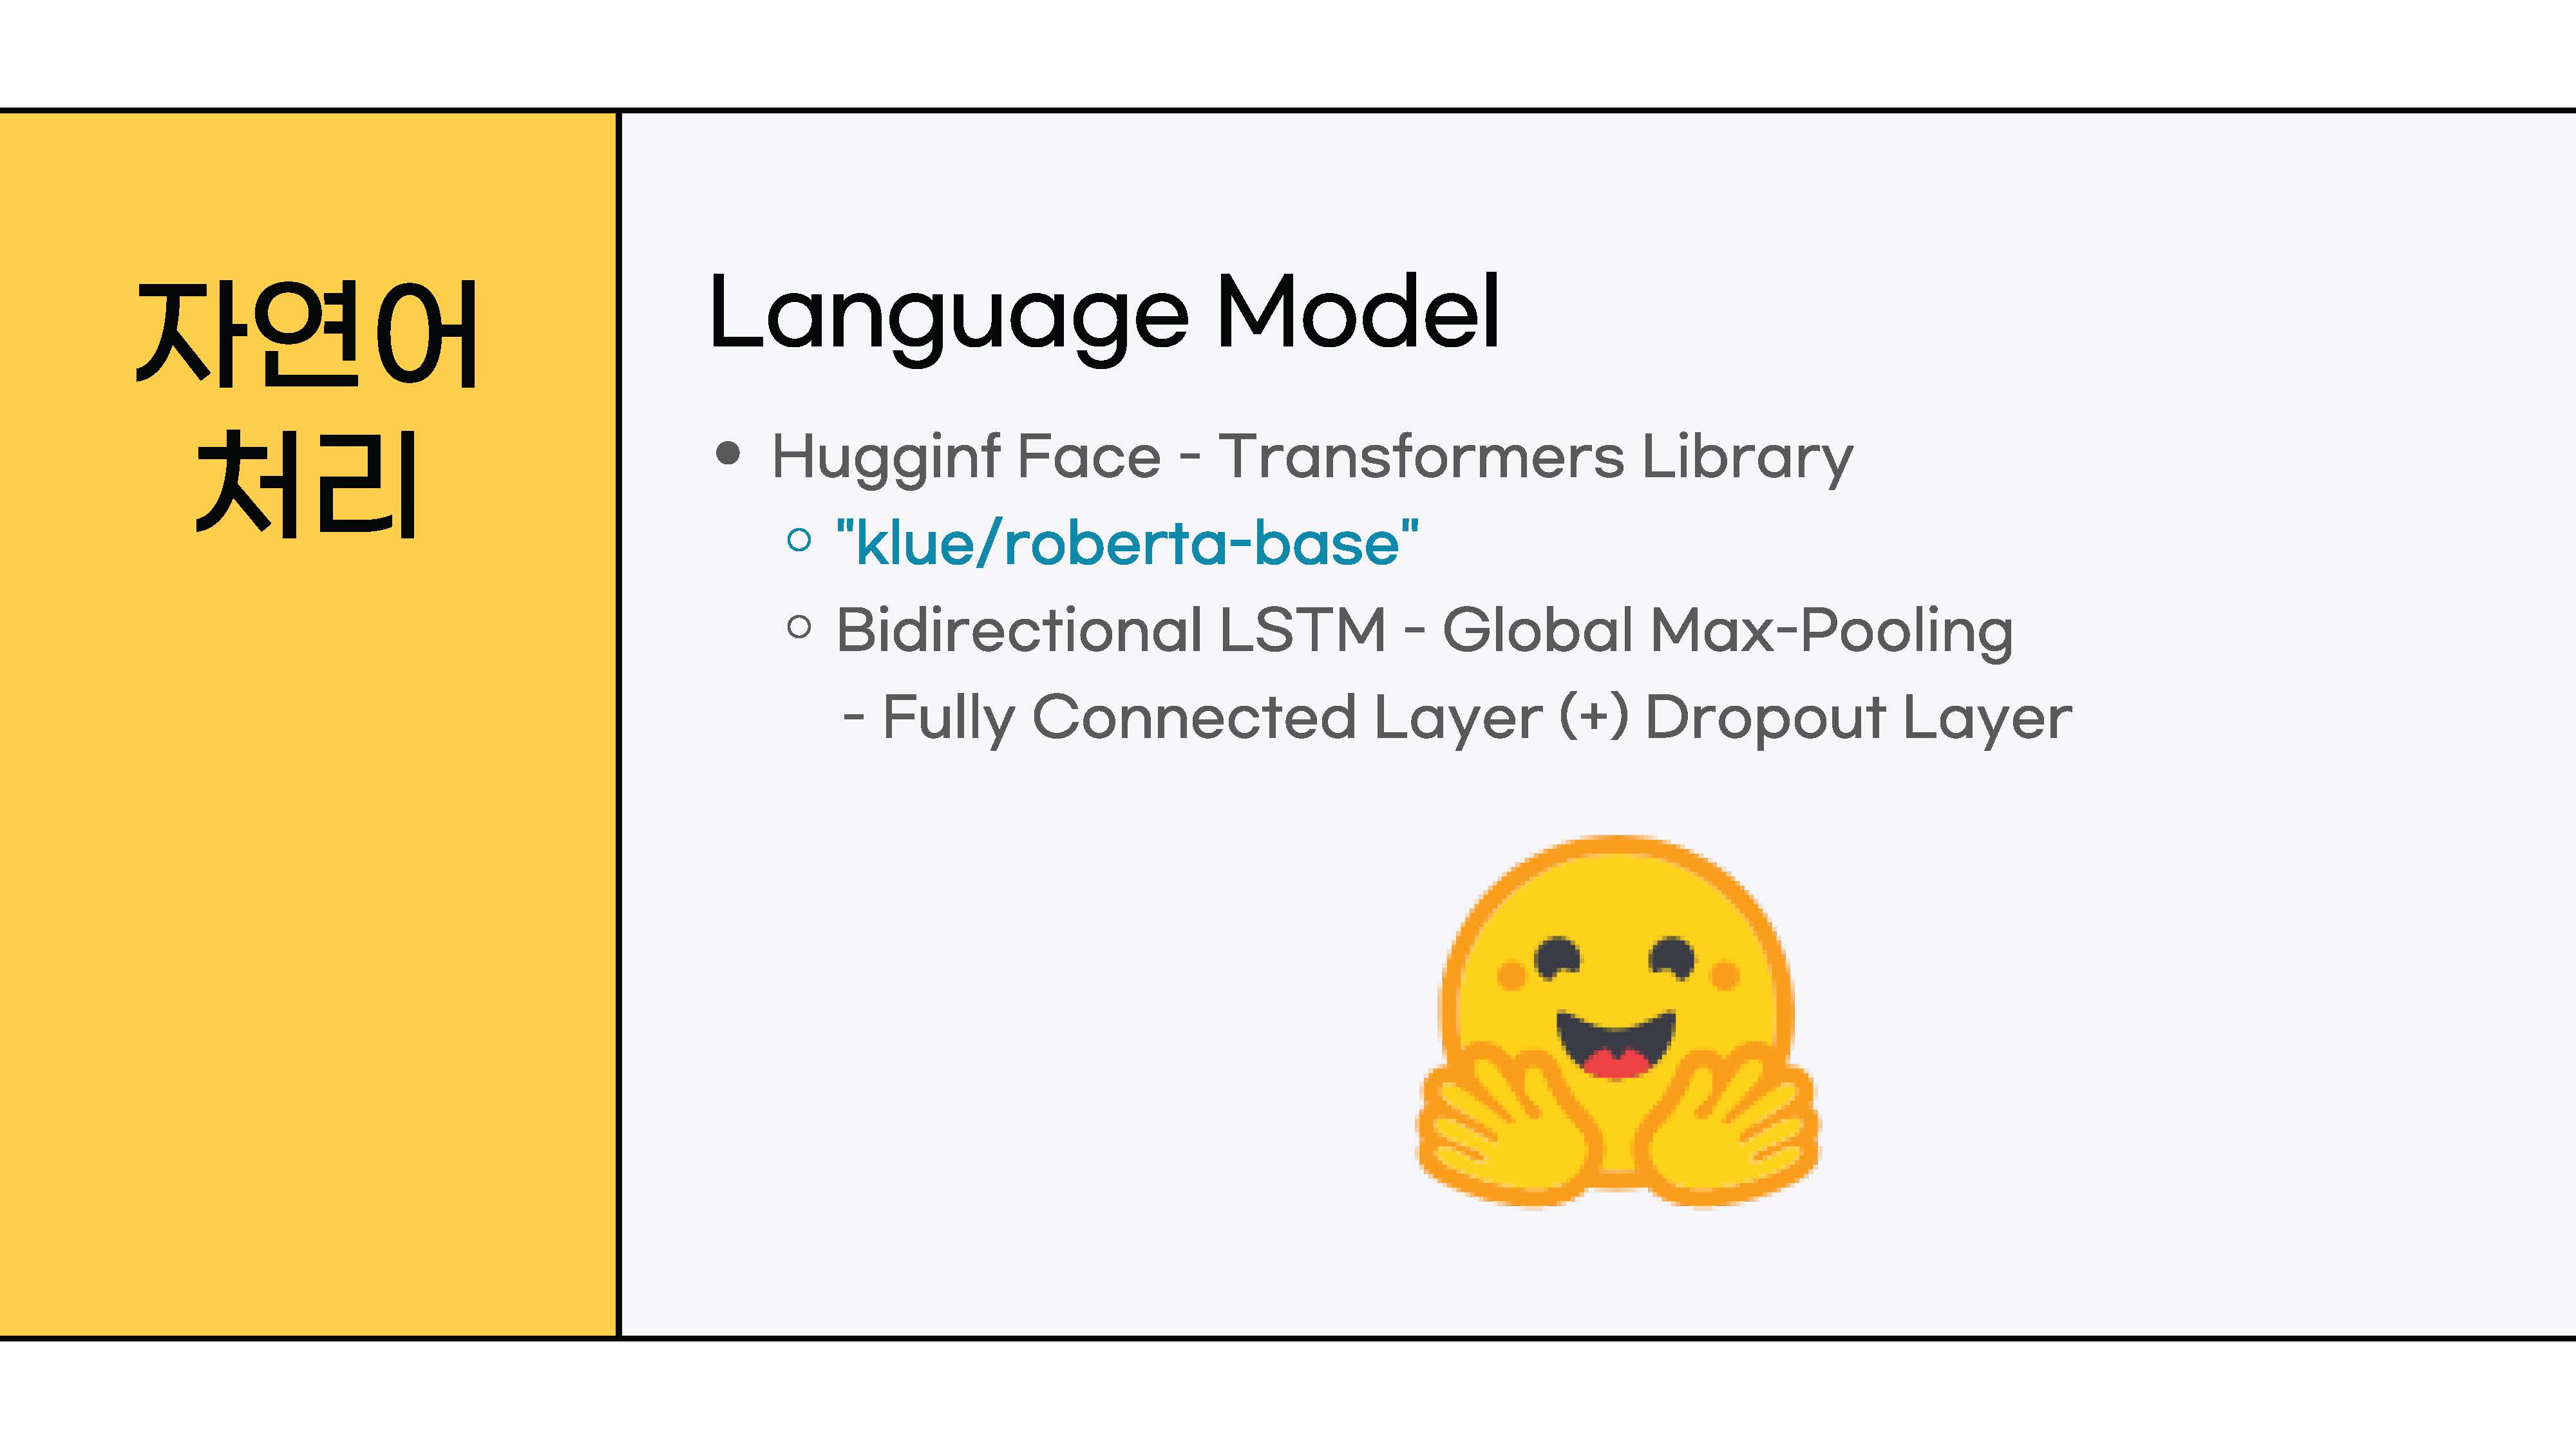 자연어
처리
Language Model
• Hugginf Face - Transformers Library
○ "klue/roberta-base"
○ Bidirectional LSTM - Global Max-Pooling
- Fully Connected Layer (+) Dropout Layer